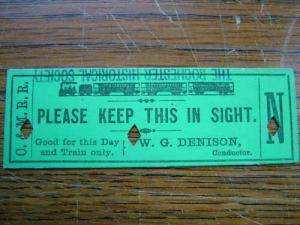 THE ROCHESTER HISTORICAL SOCIETY
C. & M. R. R.
PLEASE KEEP THIS IN SIGHT.
Good for this Day
and Train only.
W. G. DENISON,
Conductor.
N